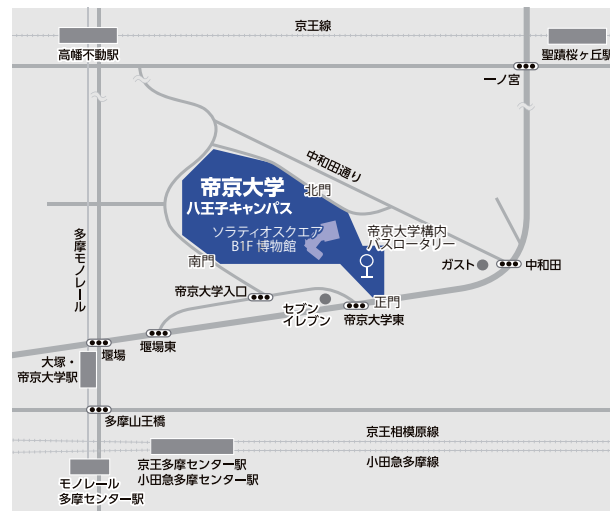 京王線
高幡不動駅
聖蹟桜ヶ丘駅
一ノ宮
中和田通り
帝京大学
八王子キャンパス
北門
ソラティオスクエア
B1F 博物館
帝京大学構内
バスロータリー
多摩モノレール
南門
ガスト
中和田
帝京大学入口
セブン
イレブン
正門
帝京大学東
堰場東
堰場
大塚・
帝京大学駅
多摩山王橋
京王相模原線
京王多摩センター駅
小田急多摩センター駅
小田急多摩線
モノレール
多摩センター駅